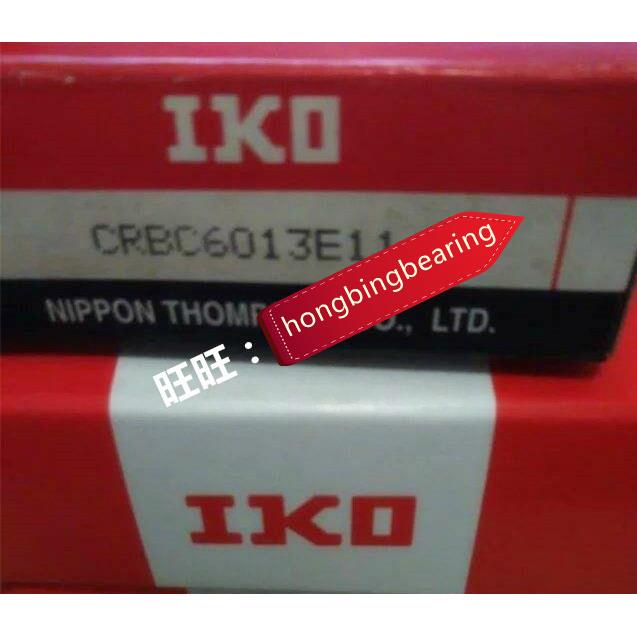 IKO
CRBC6013E11
NIPPON THOMP O., LTD.
hongbingbearing
旺旺：
IKO